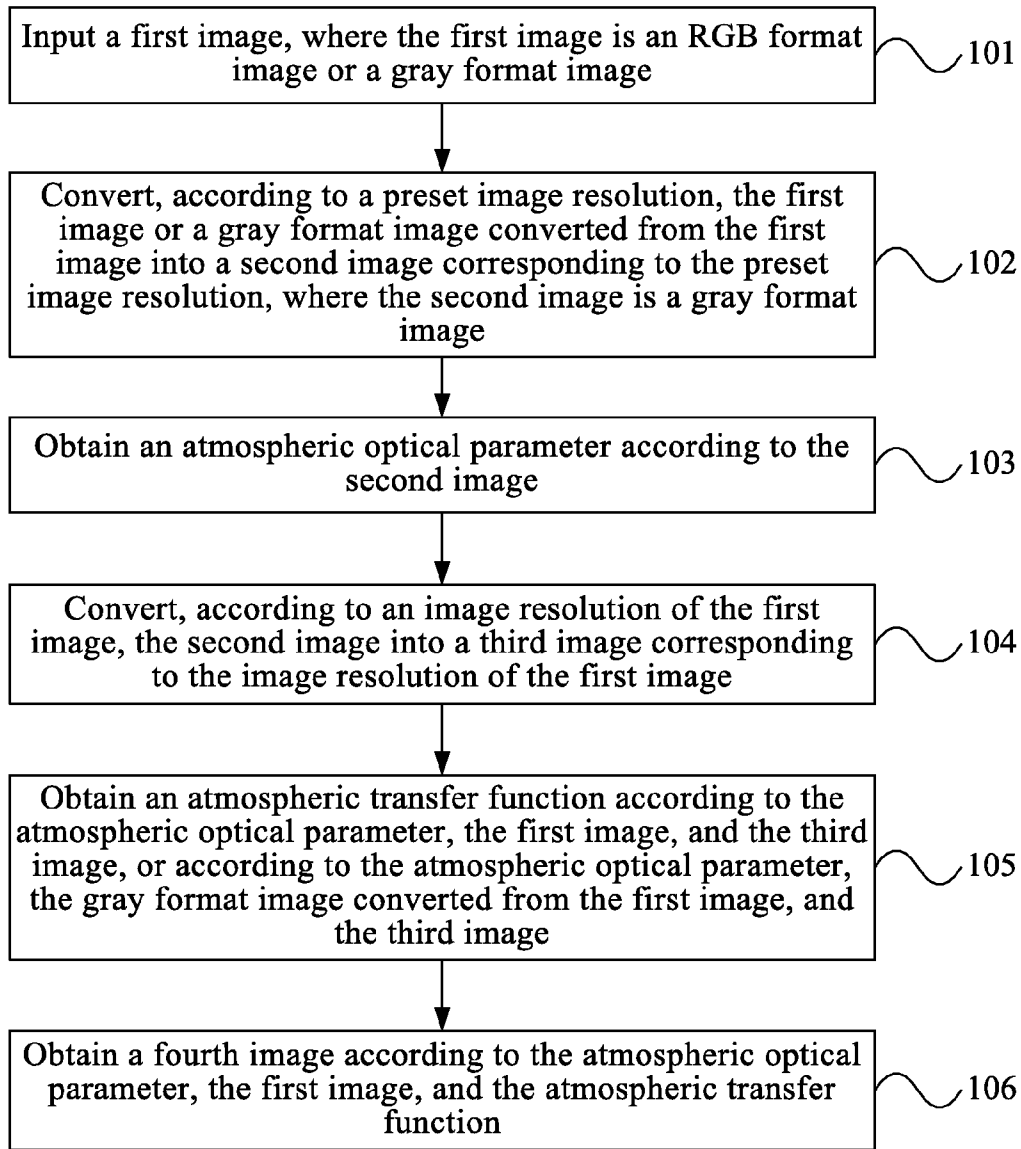 Input a first image, where the first image is an RGB format
image or a gray format image
101
Convert, according to a preset image resolution, the first
image or a gray format image converted from the first
image into a second image corresponding to the preset
image resolution, where the second image is a gray format
image
102
Obtain an atmospheric optical parameter according to the
second image
103
Convert, according to an image resolution of the first
image, the second image into a third image corresponding
to the image resolution of the first image
104
Obtain an atmospheric transfer function according to the
atmospheric optical parameter, the first image, and the third
image, or according to the atmospheric optical parameter,
the gray format image converted from the first image, and
the third image
105
Obtain a fourth image according to the atmospheric optical
parameter, the first image, and the atmospheric transfer
function
106